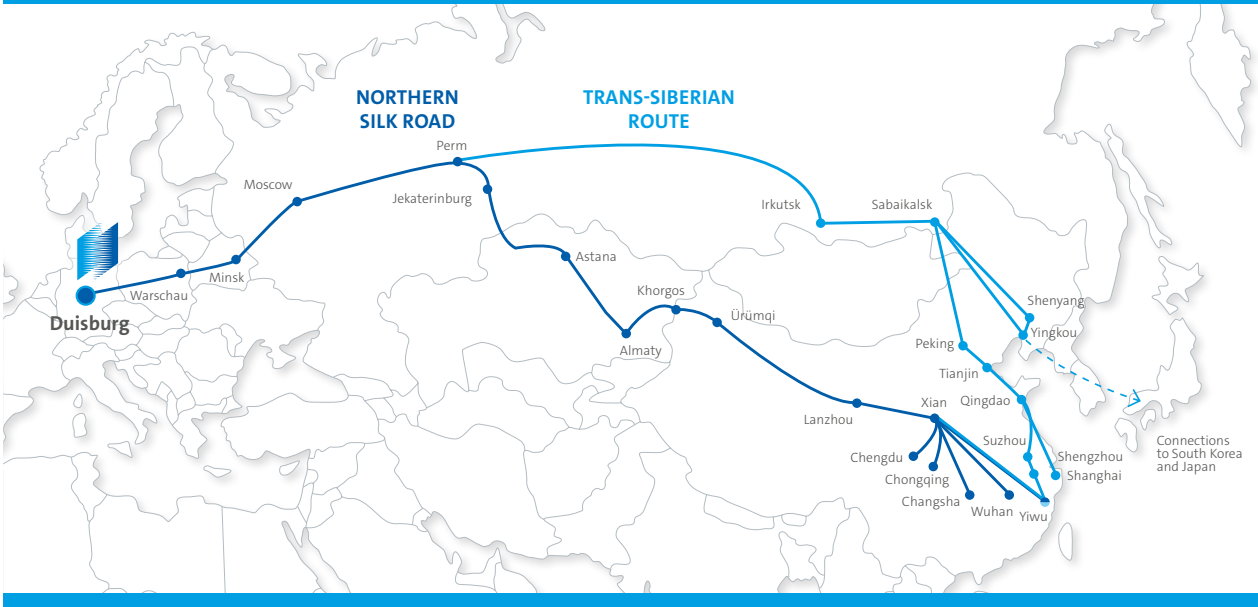 NORTHERN
SILK ROAD
TRANS-SIBERIAN
ROUTE
Perm
Moscow
Jekaterinburg
Irkutsk
Sabaikalsk
Astana
Minsk
Warschau
Khorgos
Shenyang
Duisburg
Ürümqi
Yingkou
Almaty
Peking
Tianjin
Xian
Qingdao
Lanzhou
Suzhou
Connections
to South Korea
and Japan
Chengdu
Shengzhou
Chongqing
Shanghai
Changsha
Wuhan
Yiwu